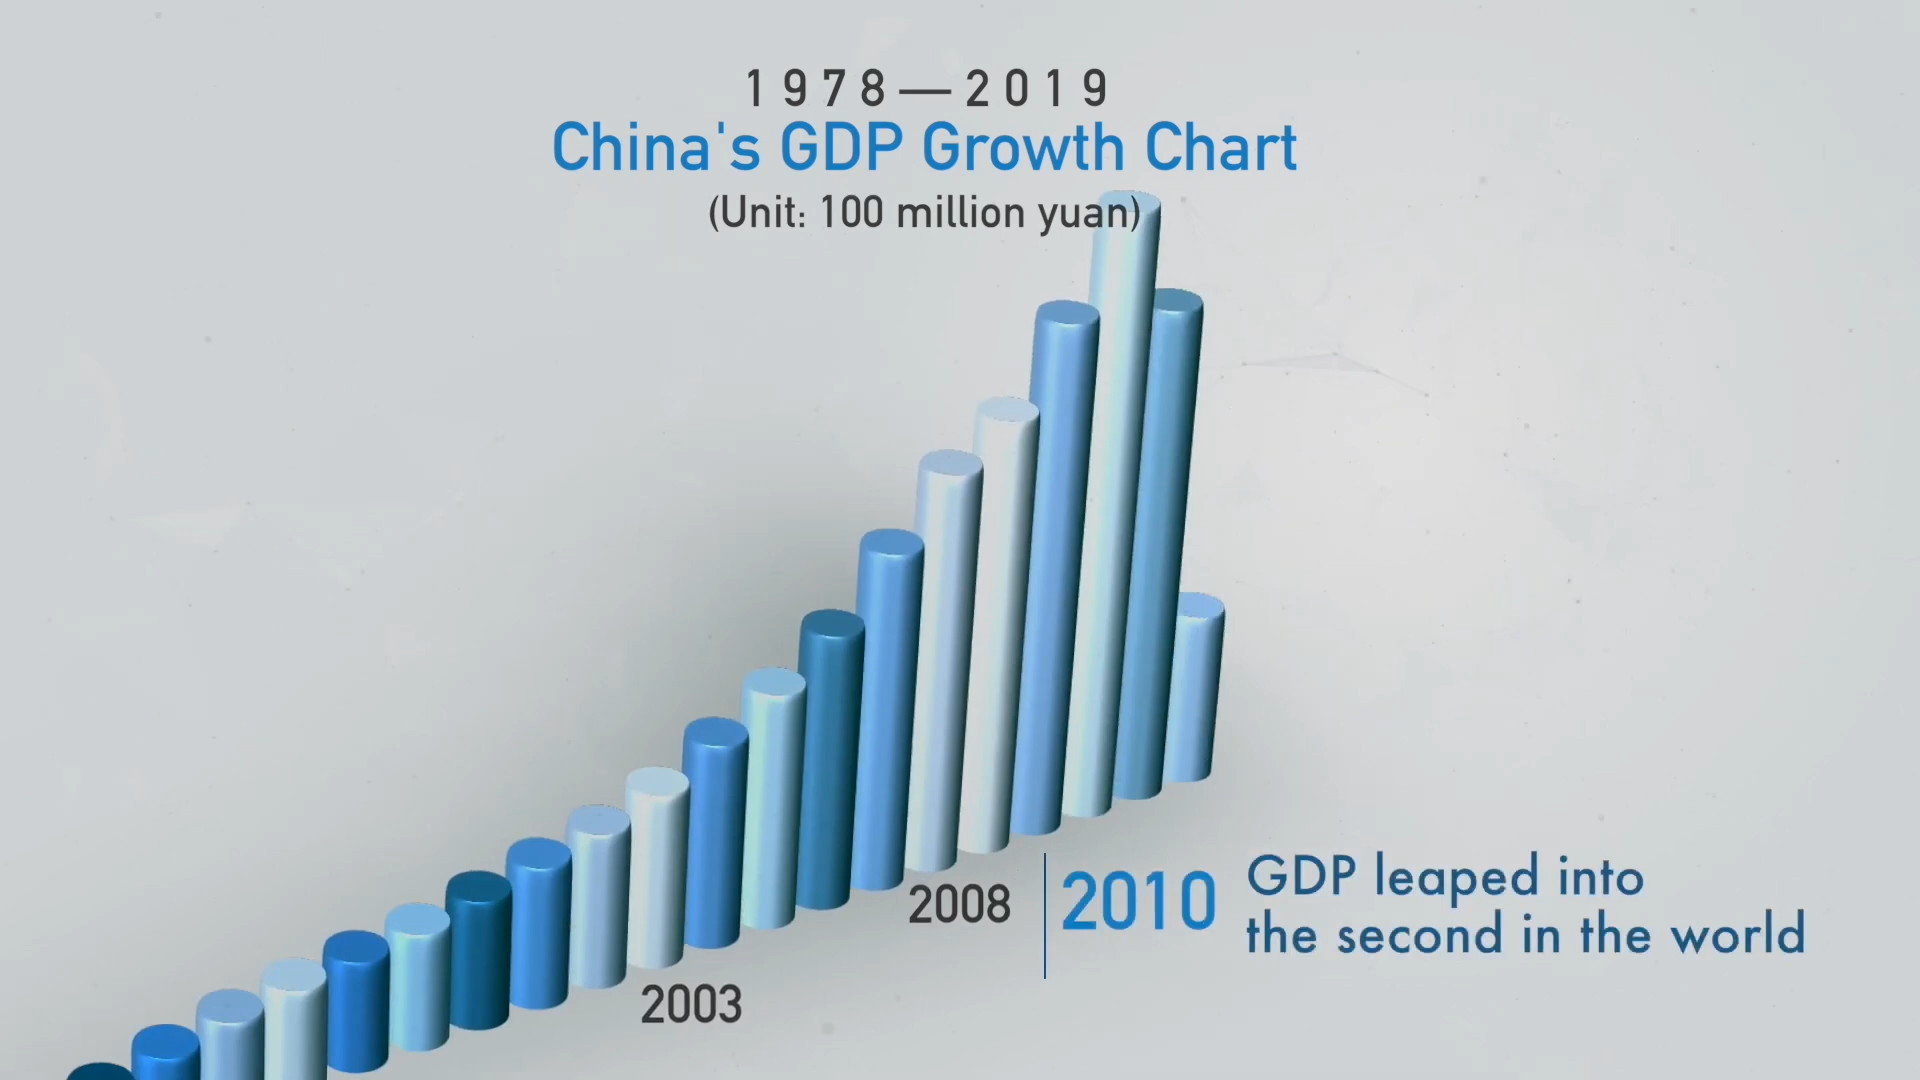 1978—2019
China's GDP Growth Chart
(Unit: 100 million yuan)
2003
2008
2010
GDP leaped into
the second in the world